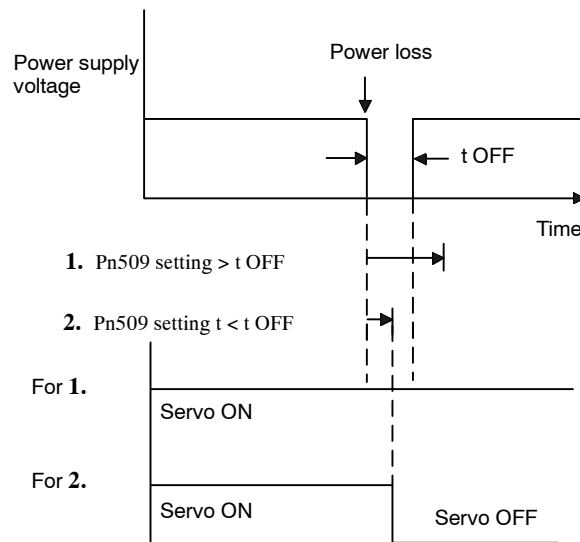 Power loss
Power supply
voltage
t OFF
Time
1. Pn509 setting > t OFF
2. Pn509 setting t < t OFF
For 1.
Servo ON
For 2.
Servo ON
Servo OFF